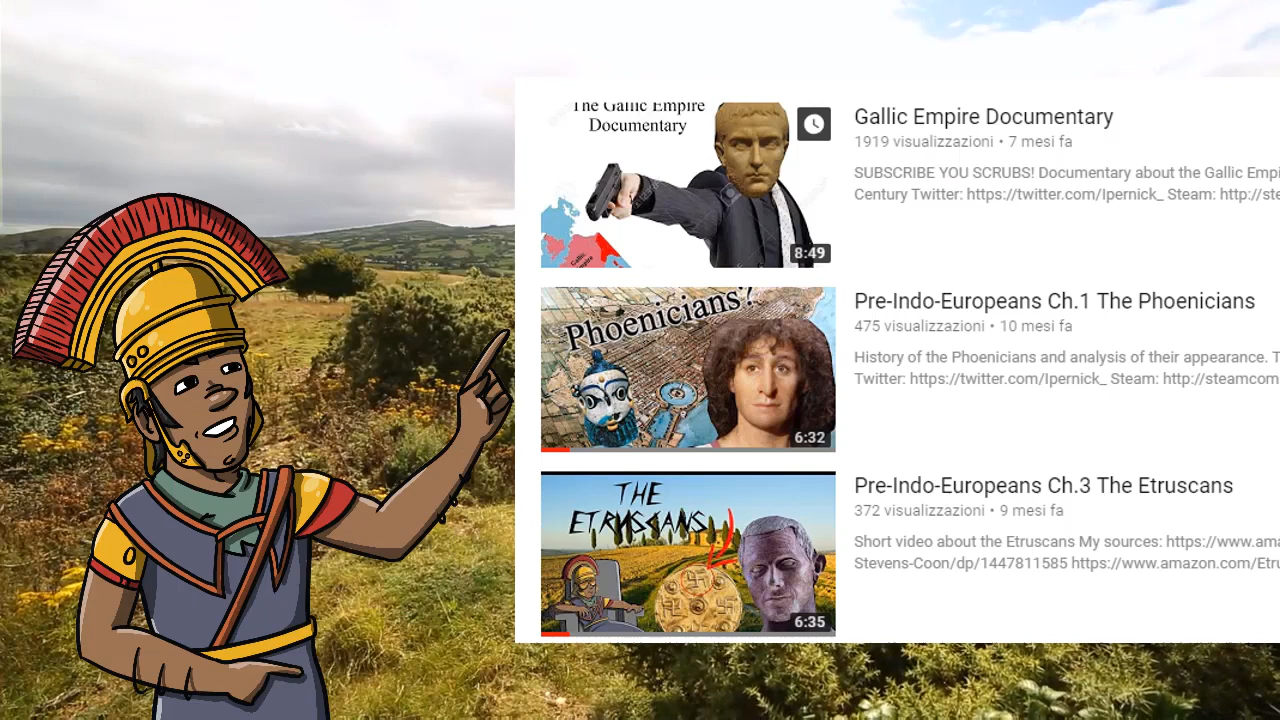 The Gallic Empire
Documentary
Gallic
Empire
8:49
Gallic Empire Documentary
1919 visualizzazioni • 7 mesi fa
SUBSCRIBE YOU SCRUBS! Documentary about the Gallic Empi
Century Twitter: https://twitter.com/Ipernick_ Steam: http://ste
Phoenicians?
6:32
Pre-Indo-Europeans Ch.1 The Phoenicians
475 visualizzazioni • 10 mesi fa
History of the Phoenicians and analysis of their appearance. T
Twitter: https://twitter.com/Ipernick_ Steam: http://steamcom
THE
ETRUSCANS
6:35
Pre-Indo-Europeans Ch.3 The Etruscans
372 visualizzazioni • 9 mesi fa
Short video about the Etruscans My sources: https://www.ama
Stevens-Coon/dp/1447811585 https://www.amazon.com/Etru